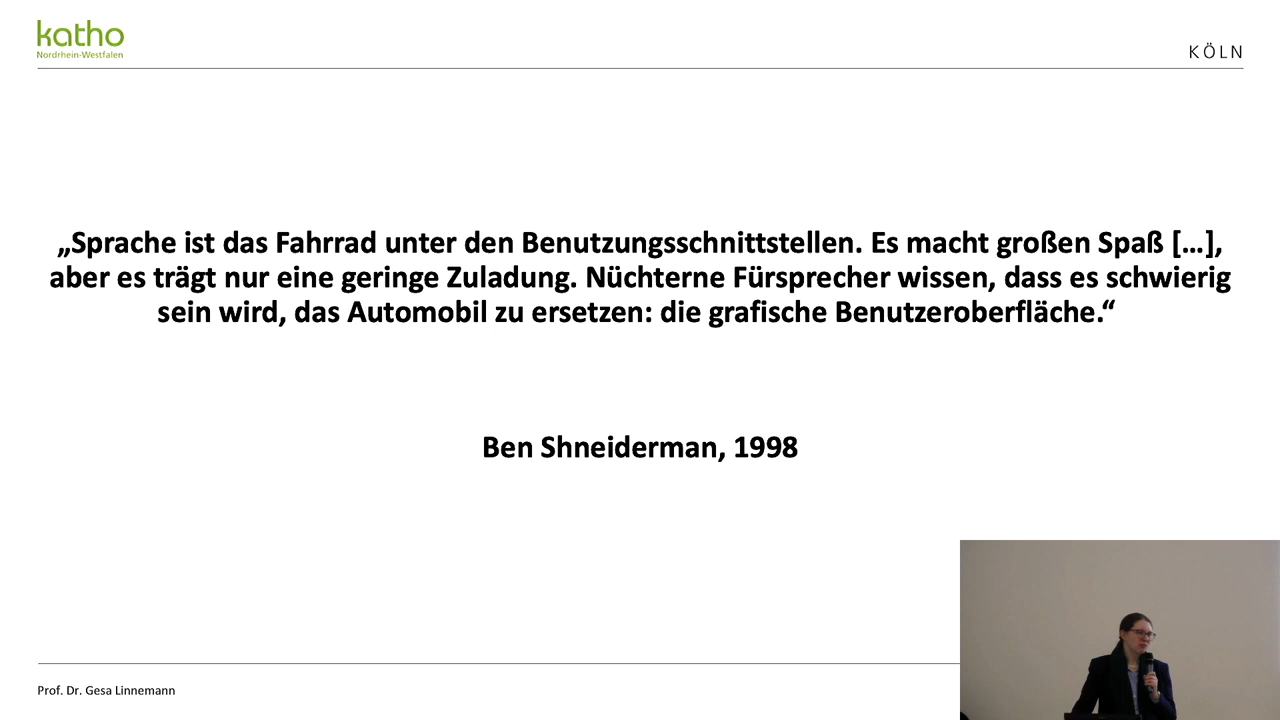 katho
Nordrhein-Westfalen
KÖLN
„Sprache ist das Fahrrad unter den Benutzungsschnittstellen. Es macht großen Spaß […],
aber es trägt nur eine geringe Zuladung. Nüchterne Fürsprecher wissen, dass es schwierig
sein wird, das Automobil zu ersetzen: die grafische Benutzeroberfläche.“
Ben Shneiderman, 1998
Prof. Dr. Gesa Linnemann